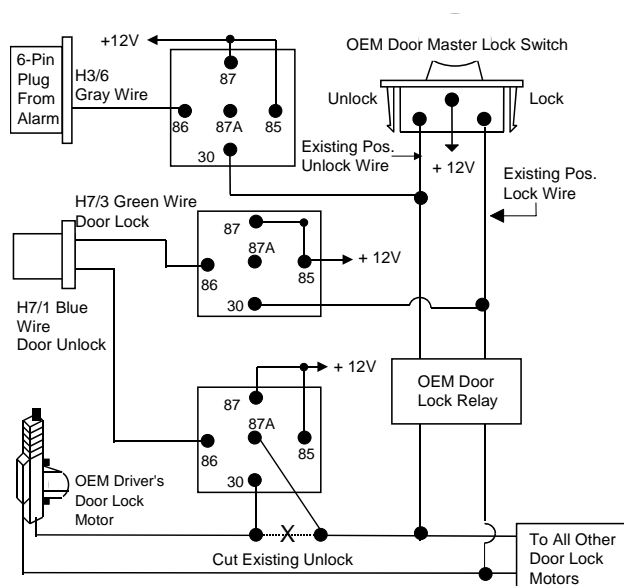 +12V
OEM Door Master Lock Switch
6-Pin
Plug
From
Alarm
H3/6
Gray Wire
87
86
87A
85
30
Unlock
Lock
Existing Pos.
Unlock Wire
+ 12V
Existing Pos.
Lock Wire
H7/3 Green Wire
Door Lock
87
87A
86
85
30
+ 12V
H7/1 Blue
Wire
Door Unlock
+ 12V
87
87A
86
85
30
OEM Door
Lock Relay
OEM Driver's
Door Lock
Motor
X
Cut Existing Unlock
To All Other
Door Lock
Motors